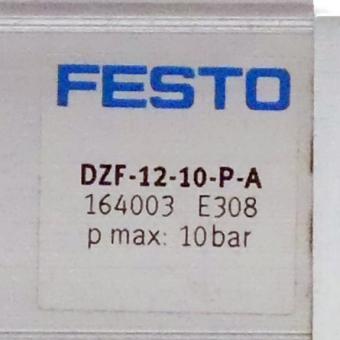 FESTO
DZF-12-10-P-A
164003 E308
p max: 10bar